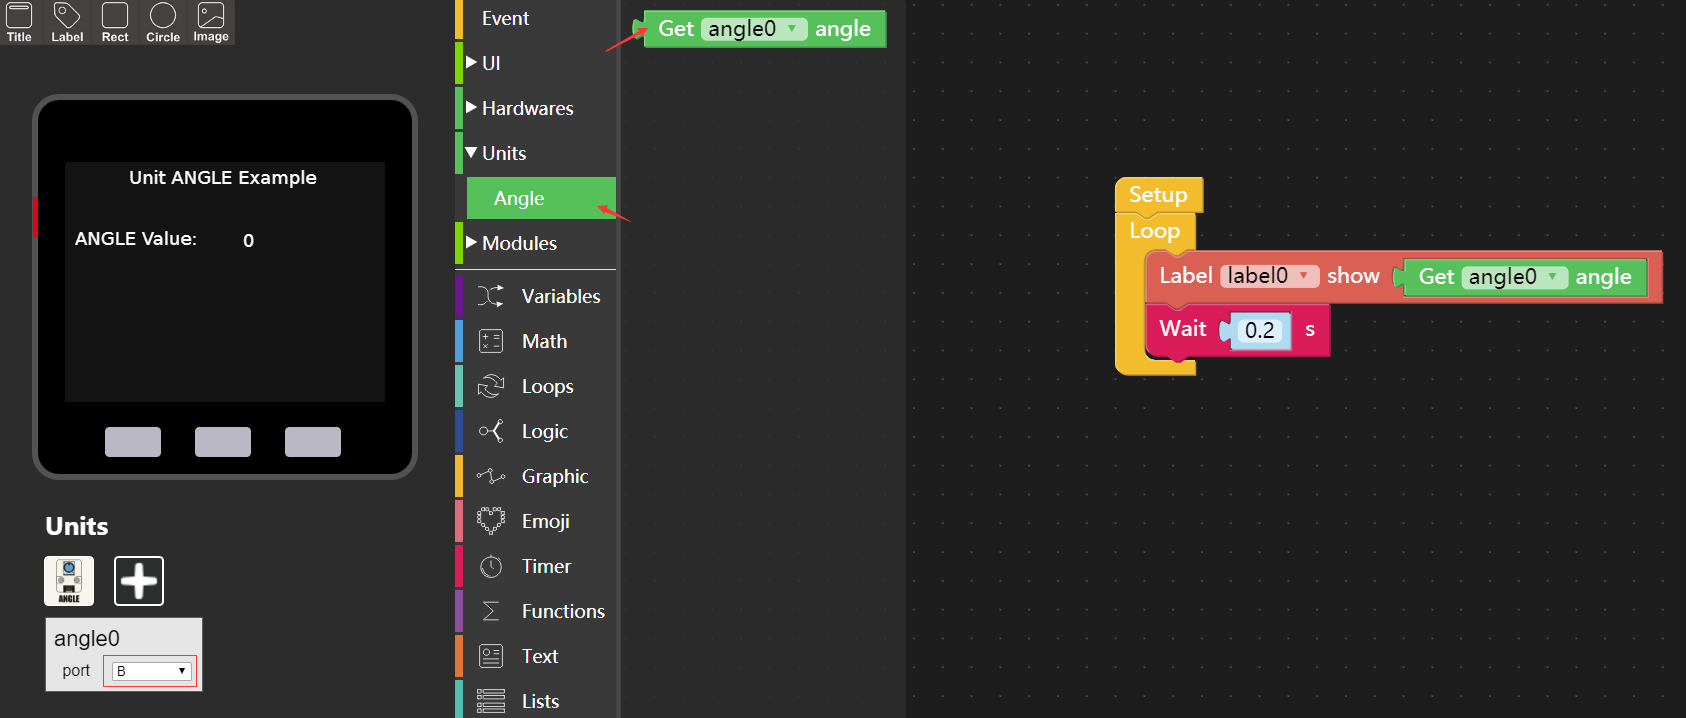 Title Label Rect Circle Image
Unit ANGLE Example
ANGLE Value: 0
Units
ANGLE
angle0
port B
Event
UI
Hardwares
Units
Angle
Modules
Variables
Math
Loops
Logic
Graphic
Emoji
Timer
Functions
Text
Lists
Get angle0 angle
Setup
Loop
Label label0 show Get angle0 angle
Wait 0.2 s